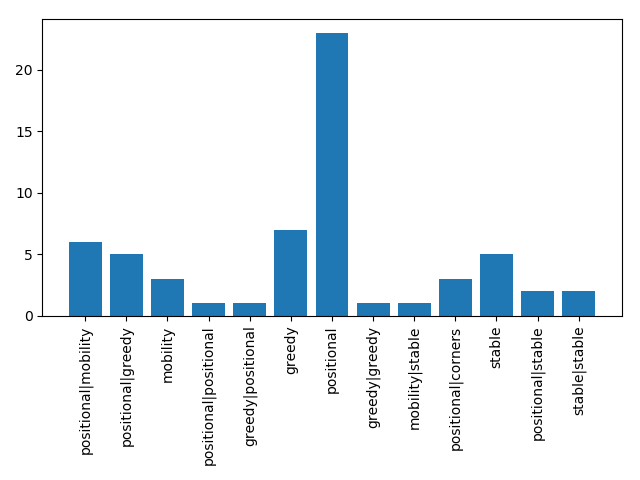 20
15
10
5
0
positional|mobility
positional|greedy
mobility
positional|positional
greedy|positional
greedy
positional
greedy|greedy
mobility|stable
positional|corners
stable
positional|stable
stable|stable